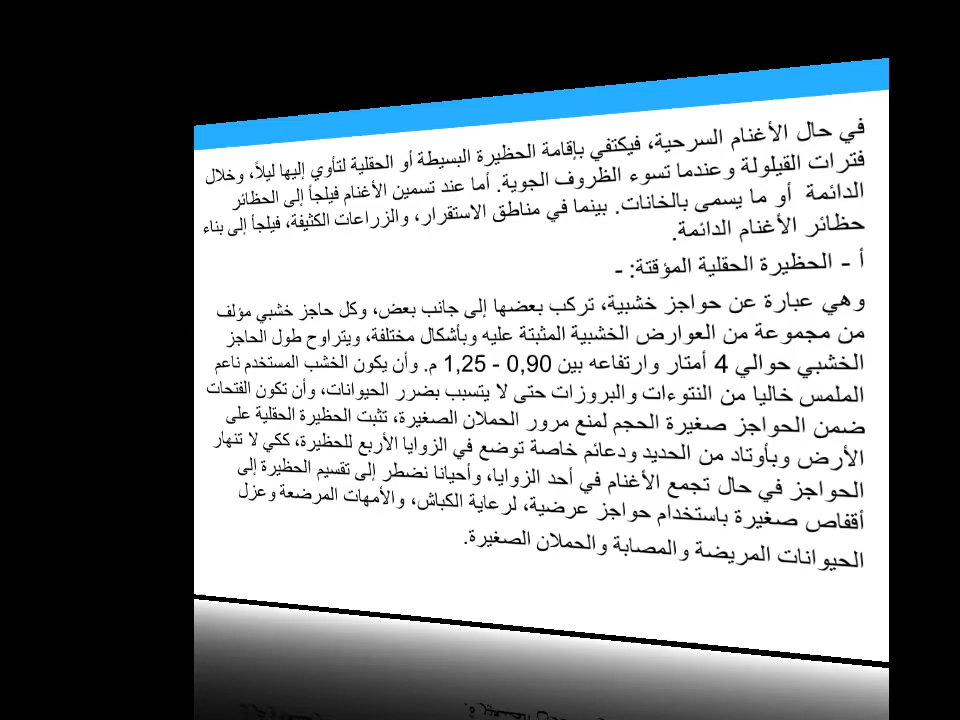 في حال الأغنام السرحية، فيكتفي بإقامة الحظيرة البسيطة أو الحقلية لتأوي إليها ليلاً، وخلال
فترات القيلولة وعندما تسوء الظروف الجوية. أما عند تسمين الأغنام فيلجأ إلى الحظائر
الدائمة أو ما يسمى بالخانات. بينما في مناطق الاستقرار، والزراعات الكثيفة، فيلجأ إلى بناء
حظائر الأغنام الدائمة.
أ - الحظيرة الحقلية المؤقتة: -
وهي عبارة عن حواجز خشبية، تركب بعضها إلى جانب بعض، وكل حاجز خشبي مؤلف
من مجموعة من العوارض الخشبية المثبتة عليه وبأشكال مختلفة، ويتراوح طول الحاجز
الخشبي حوالي 4 أمتار وارتفاعه بين 0,90 - 1,25 م. وأن يكون الخشب المستخدم ناعم
الملمس خاليا من النتوءات والبروزات حتى لا يتسبب بضرر الحيوانات، وأن تكون الفتحات
ضمن الحواجز صغيرة الحجم لمنع مرور الحملان الصغيرة، تثبت الحظيرة الحقلية على
الأرض وبأوتاد من الحديد ودعائم خاصة توضع في الزوايا الأربع للحظيرة، ككي لا تنهار
الحواجز في حال تجمع الأغنام في أحد الزوايا، وأحيانا نضطر إلى تقسيم الحظيرة إلى
أقفاص صغيرة باستخدام حواجز عرضية، لرعاية الكباش، والأمهات المرضعة وعزل
الحيوانات المريضة والمصابة والحملان الصغيرة.